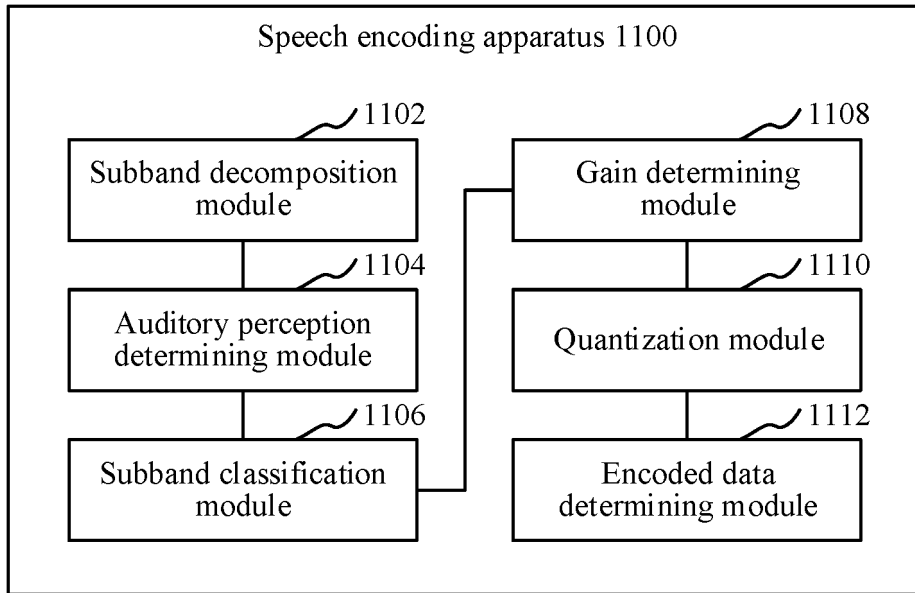 Speech encoding apparatus 1100
1102
Subband decomposition
module
1104
Auditory perception
determining module
1106
Subband classification
module
1108
Gain determining
module
1110
Quantization module
1112
Encoded data
determining module